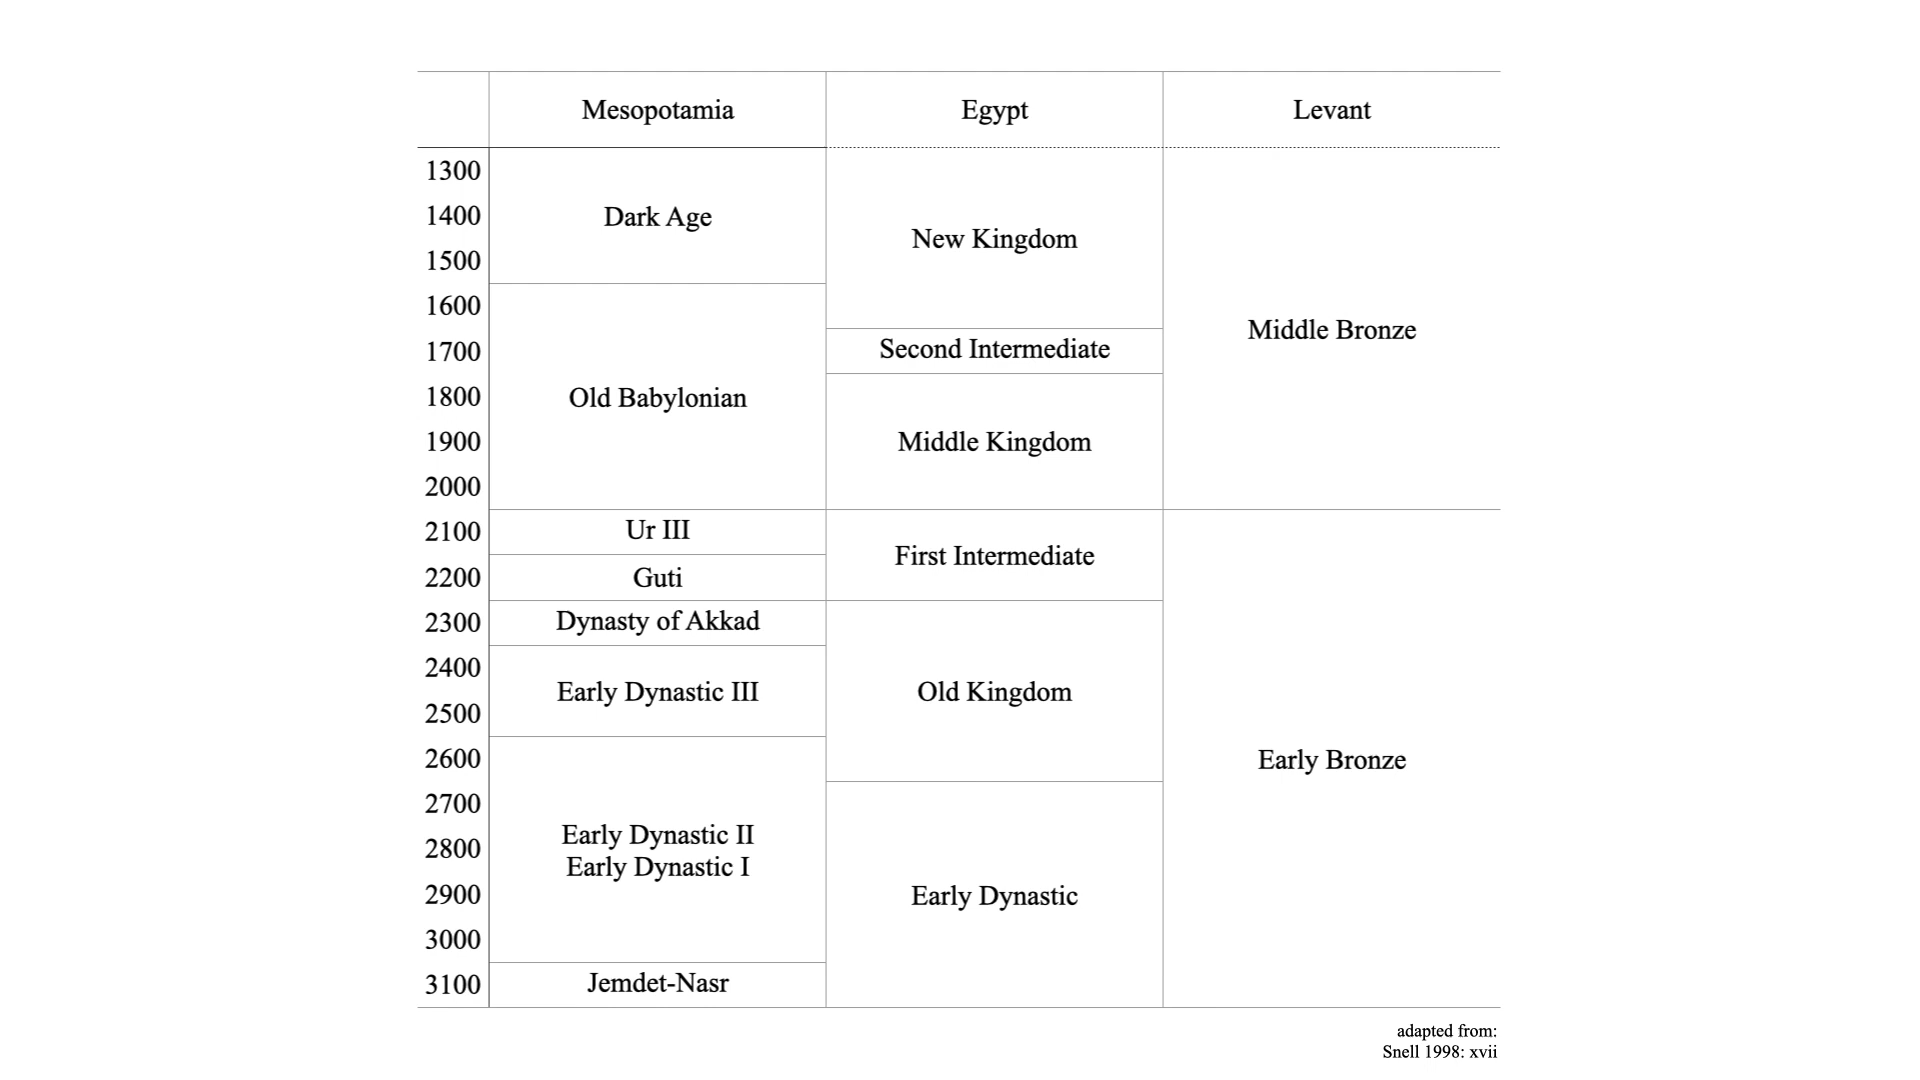 Mesopotamia Egypt Levant
1300
1400 Dark Age
1500 New Kingdom
1600
1700 Second Intermediate Middle Bronze
1800 Old Babylonian
1900 Middle Kingdom
2000
2100 Ur III
2200 Guti First Intermediate
2300 Dynasty of Akkad
2400
2500 Early Dynastic III Old Kingdom
2600 Early Bronze
2700
2800 Early Dynastic II
Early Dynastic I
2900 Early Dynastic
3000
3100 Jemdet-Nasr
adapted from:
Snell 1998: xvii